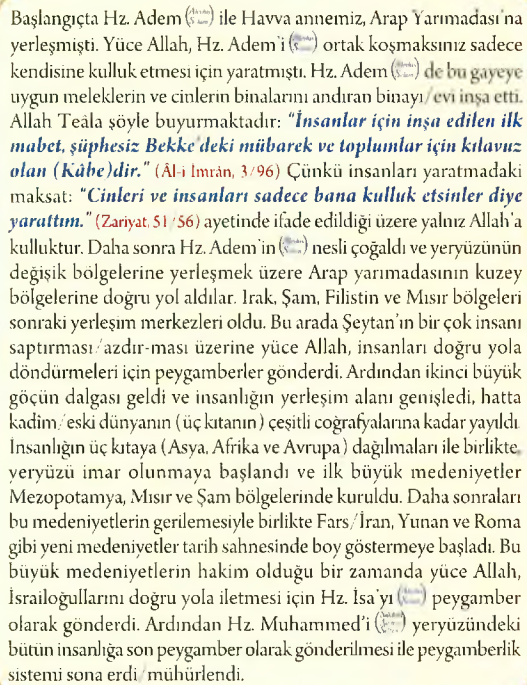 Başlangıçta Hz. Adem () ile Havva annemiz, Arap Yarımadası'na
yerleşmişti. Yüce Allah, Hz. Adem'i () ortak koşmaksınız sadece
kendisine kulluk etmesi için yaratmıştı. Hz. Adem () de bu gayeye
uygun meleklerin ve cinlerin binalarını andıran binayı/evi inşa etti.
Allah Teâla şöyle buyurmaktadır: "İnsanlar için inşa edilen ilk
mabet, şüphesiz Bekke'deki mübarek ve toplumlar için kılavuz
olan (Kâbe)dir." (Âl-i İmrân, 3/96) Çünkü insanları yaratmadaki
maksat: "Cinleri ve insanları sadece bana kulluk etsinler diye
yarattım." (Zariyat, 51/56) ayetinde ifade edildiği üzere yalnız Allah'a
kulluktur. Daha sonra Hz. Adem'in () nesli çoğaldı ve yeryüzünün
değişik bölgelerine yerleşmek üzere Arap yarımadasının kuzey
bölgelerine doğru yol aldılar. Irak, Şam, Filistin ve Mısır bölgeleri
sonraki yerleşim merkezleri oldu. Bu arada Şeytan'ın bir çok insanı
saptırması/azdır-ması üzerine yüce Allah, insanları doğru yola
döndürmeleri için peygamberler gönderdi. Ardından ikinci büyük
göçün dalgası geldi ve insanlığın yerleşim alanı genişledi, hatta
kadîm/eski dünyanın (üç kıtanın) çeşitli coğrafyalarına kadar yayıldı.
İnsanlığın üç kıtaya (Asya, Afrika ve Avrupa) dağılmaları ile birlikte,
yeryüzü imar olunmaya başlandı ve ilk büyük medeniyetler
Mezopotamya, Mısır ve Şam bölgelerinde kuruldu. Daha sonraları
bu medeniyetlerin gerilemesiyle birlikte Fars/İran, Yunan ve Roma
gibi yeni medeniyetler tarih sahnesinde boy göstermeye başladı. Bu
büyük medeniyetlerin hakim olduğu bir zamanda yüce Allah,
İsrailoğullarını doğru yola iletmesi için Hz. İsa'yı () peygamber
olarak gönderdi. Ardından Hz. Muhammed'i () yeryüzündeki
bütün insanlığa son peygamber olarak gönderilmesi ile peygamberlik
sistemi sona erdi/mühürlendi.